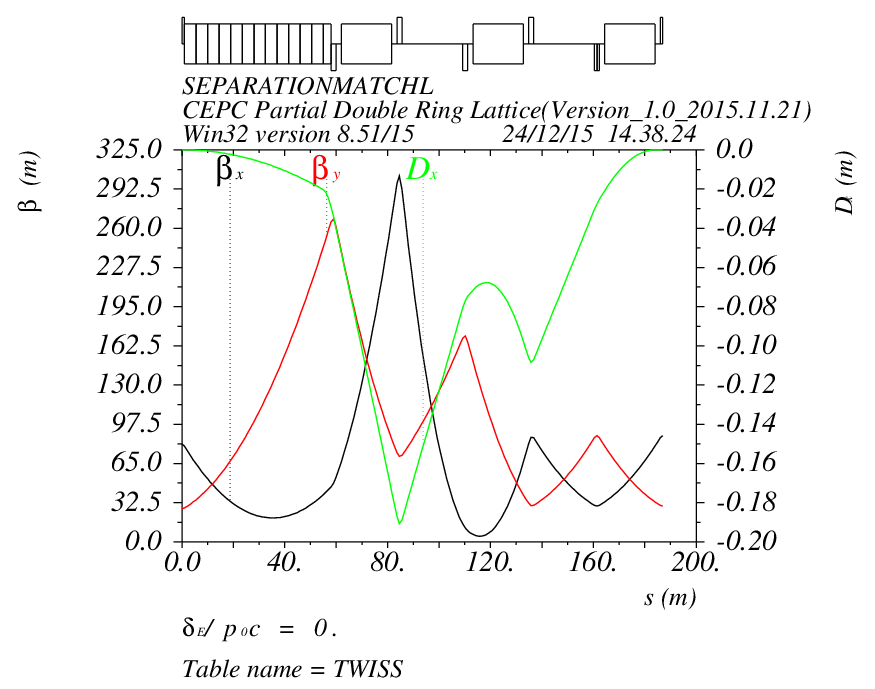 SEPARATIONMATCHL
CEPC Partial Double Ring Lattice(Version_1.0_2015.11.21)
Win32 version 8.51/15 24/12/15 14.38.24
β (m)
325.0
292.5
260.0
227.5
195.0
162.5
130.0
97.5
65.0
32.5
0.0
βx βy Dx
0.0
-0.02
-0.04
-0.06
-0.08
-0.10
-0.12
-0.14
-0.16
-0.18
-0.20
D (m)
0.0 40. 80. 120. 160. 200.
s (m)
δE/ p0c = 0.
Table name = TWISS